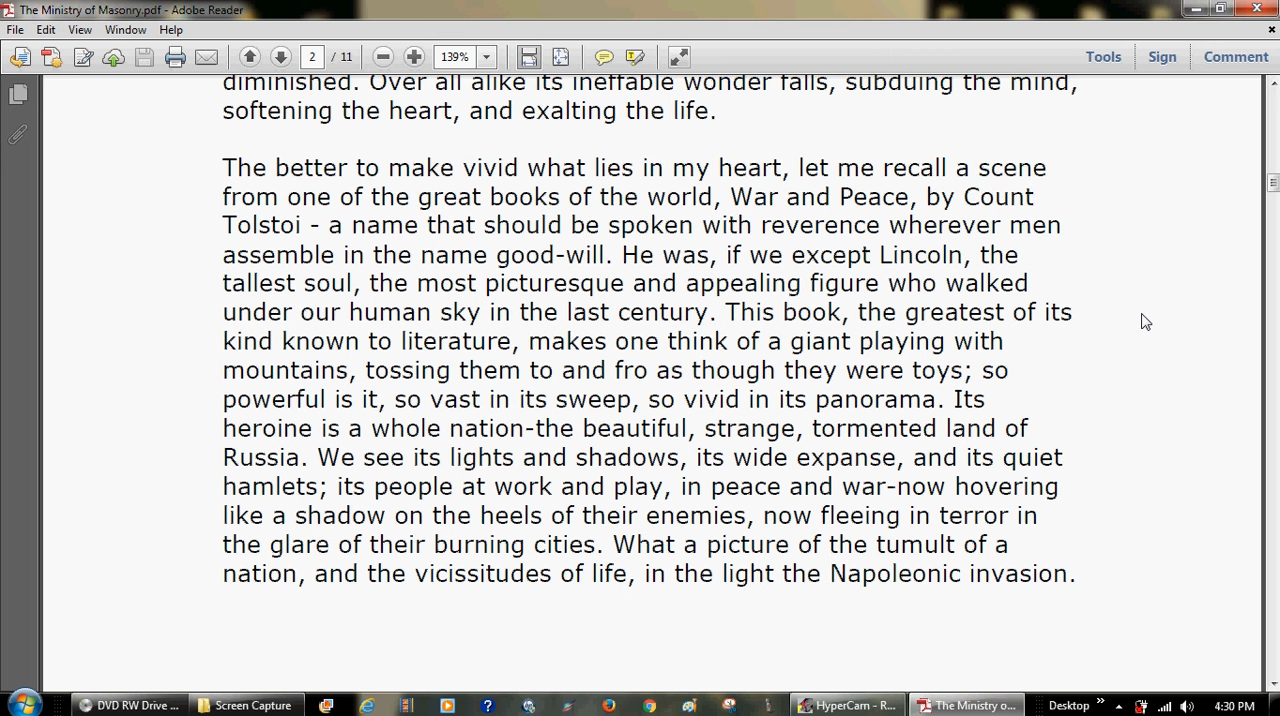 The Ministry of Masonry.pdf - Adobe Reader
File Edit View Window Help
2 / 11 139% Tools Sign Comment
diminished. Over all alike its ineffable wonder falls, subduing the mind,
softening the heart, and exalting the life.
The better to make vivid what lies in my heart, let me recall a scene
from one of the great books of the world, War and Peace, by Count
Tolstoi - a name that should be spoken with reverence wherever men
assemble in the name good-will. He was, if we except Lincoln, the
tallest soul, the most picturesque and appealing figure who walked
under our human sky in the last century. This book, the greatest of its
kind known to literature, makes one think of a giant playing with
mountains, tossing them to and fro as though they were toys; so
powerful is it, so vast in its sweep, so vivid in its panorama. Its
heroine is a whole nation-the beautiful, strange, tormented land of
Russia. We see its lights and shadows, its wide expanse, and its quiet
hamlets; its people at work and play, in peace and war-now hovering
like a shadow on the heels of their enemies, now fleeing in terror in
the glare of their burning cities. What a picture of the tumult of a
nation, and the vicissitudes of life, in the light the Napoleonic invasion.
DVD RW Drive ... Screen Capture HyperCam - R... The Ministry o... Desktop » 4:30 PM